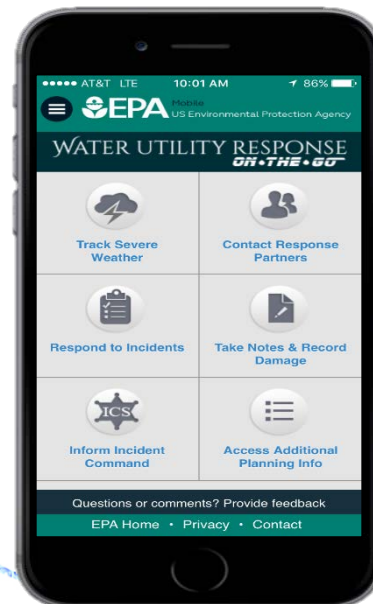 AT&T LTE 10:01 AM 86%
EPA Mobile
US Environmental Protection Agency
WATER UTILITY RESPONSE
ON•THE•GO
Track Severe
Weather
Contact Response
Partners
Respond to Incidents
Take Notes & Record
Damage
ICS
Inform Incident
Command
Access Additional
Planning Info
Questions or comments? Provide feedback
EPA Home • Privacy • Contact